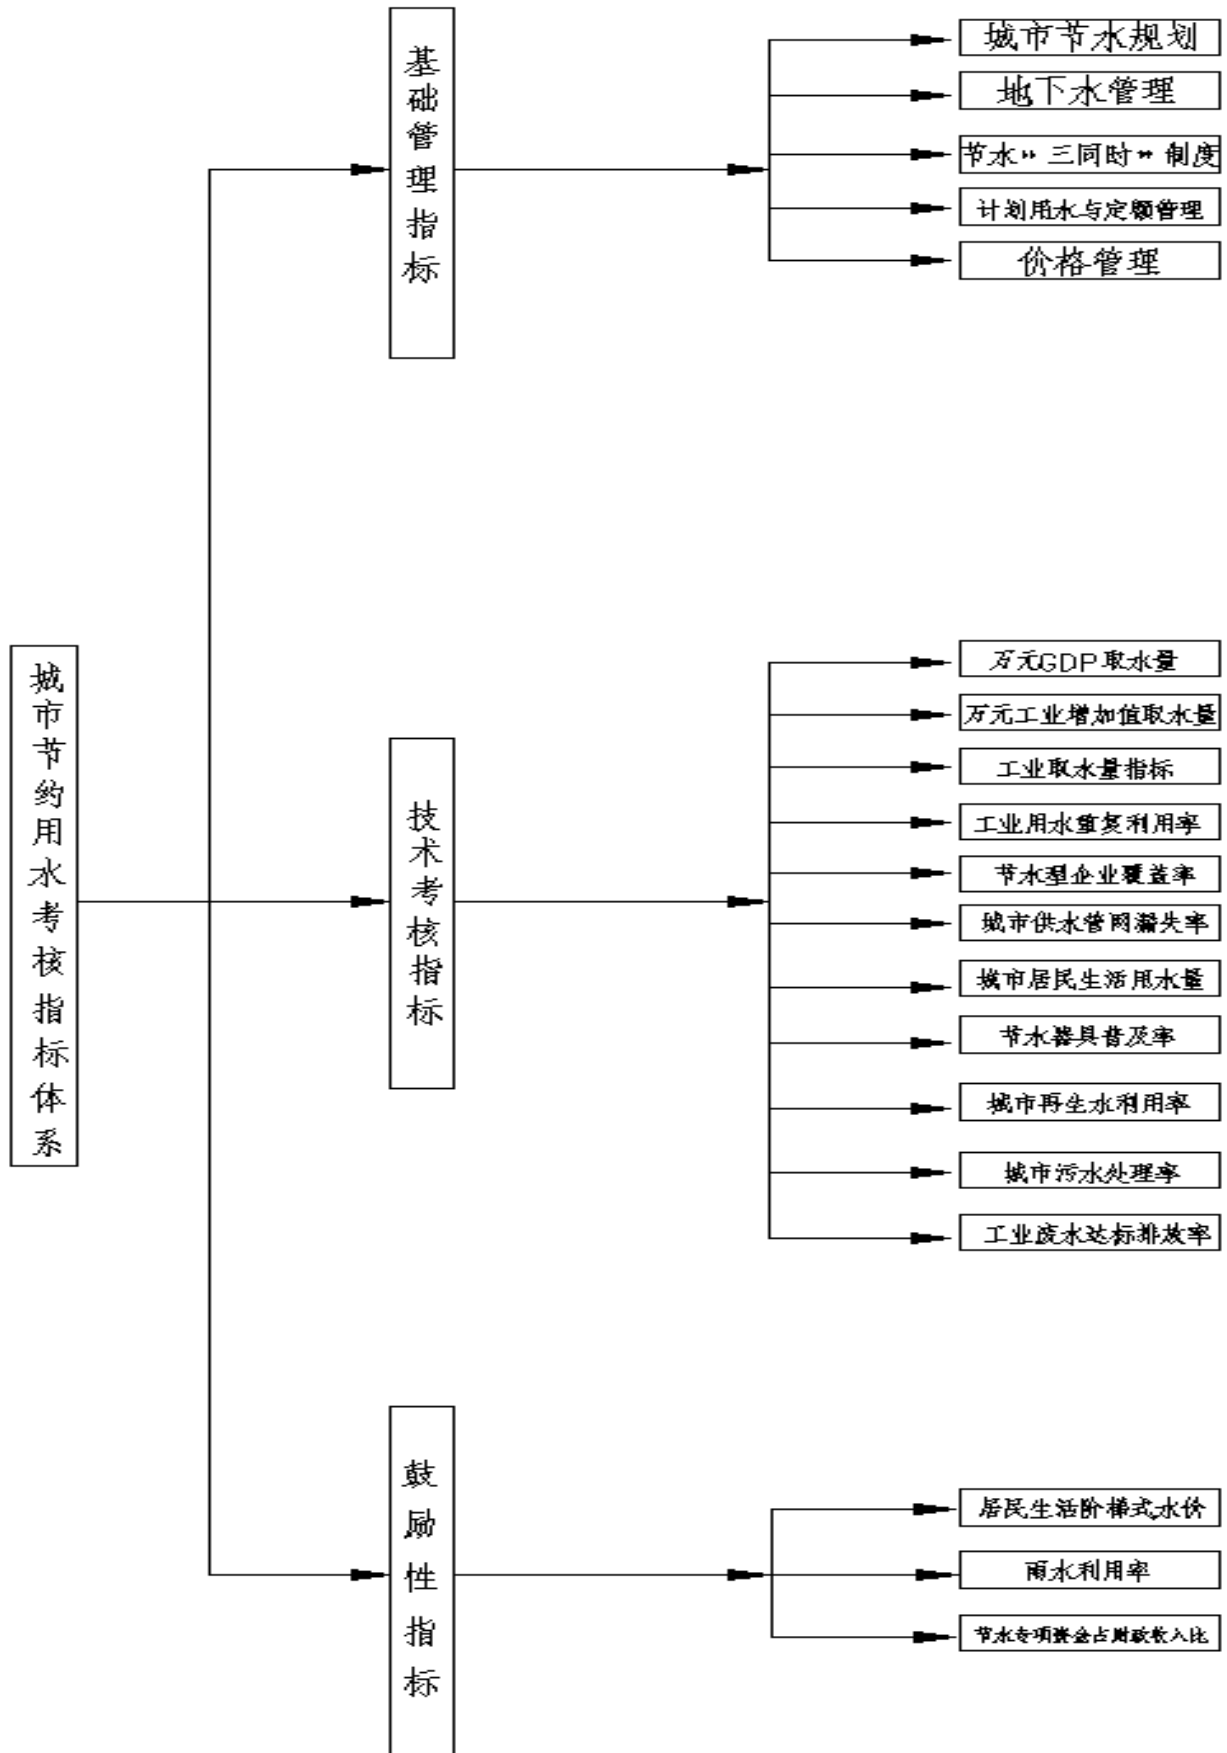 城市节约用水考核指标体系
基础管理指标
城市节水规划
地下水管理
节水“三同时”制度
计划用水与定额管理
价格管理
技术考核指标
万元GDP取水量
万元工业增加值取水量
工业取水量指标
工业用水重复利用率
节水型企业覆盖率
城市供水管网漏失率
城市居民生活用水量
节水器具普及率
城市再生水利用率
城市污水处理率
工业废水达标排放率
鼓励性指标
居民生活阶梯式水价
雨水利用率
节水专项资金占财政收入比